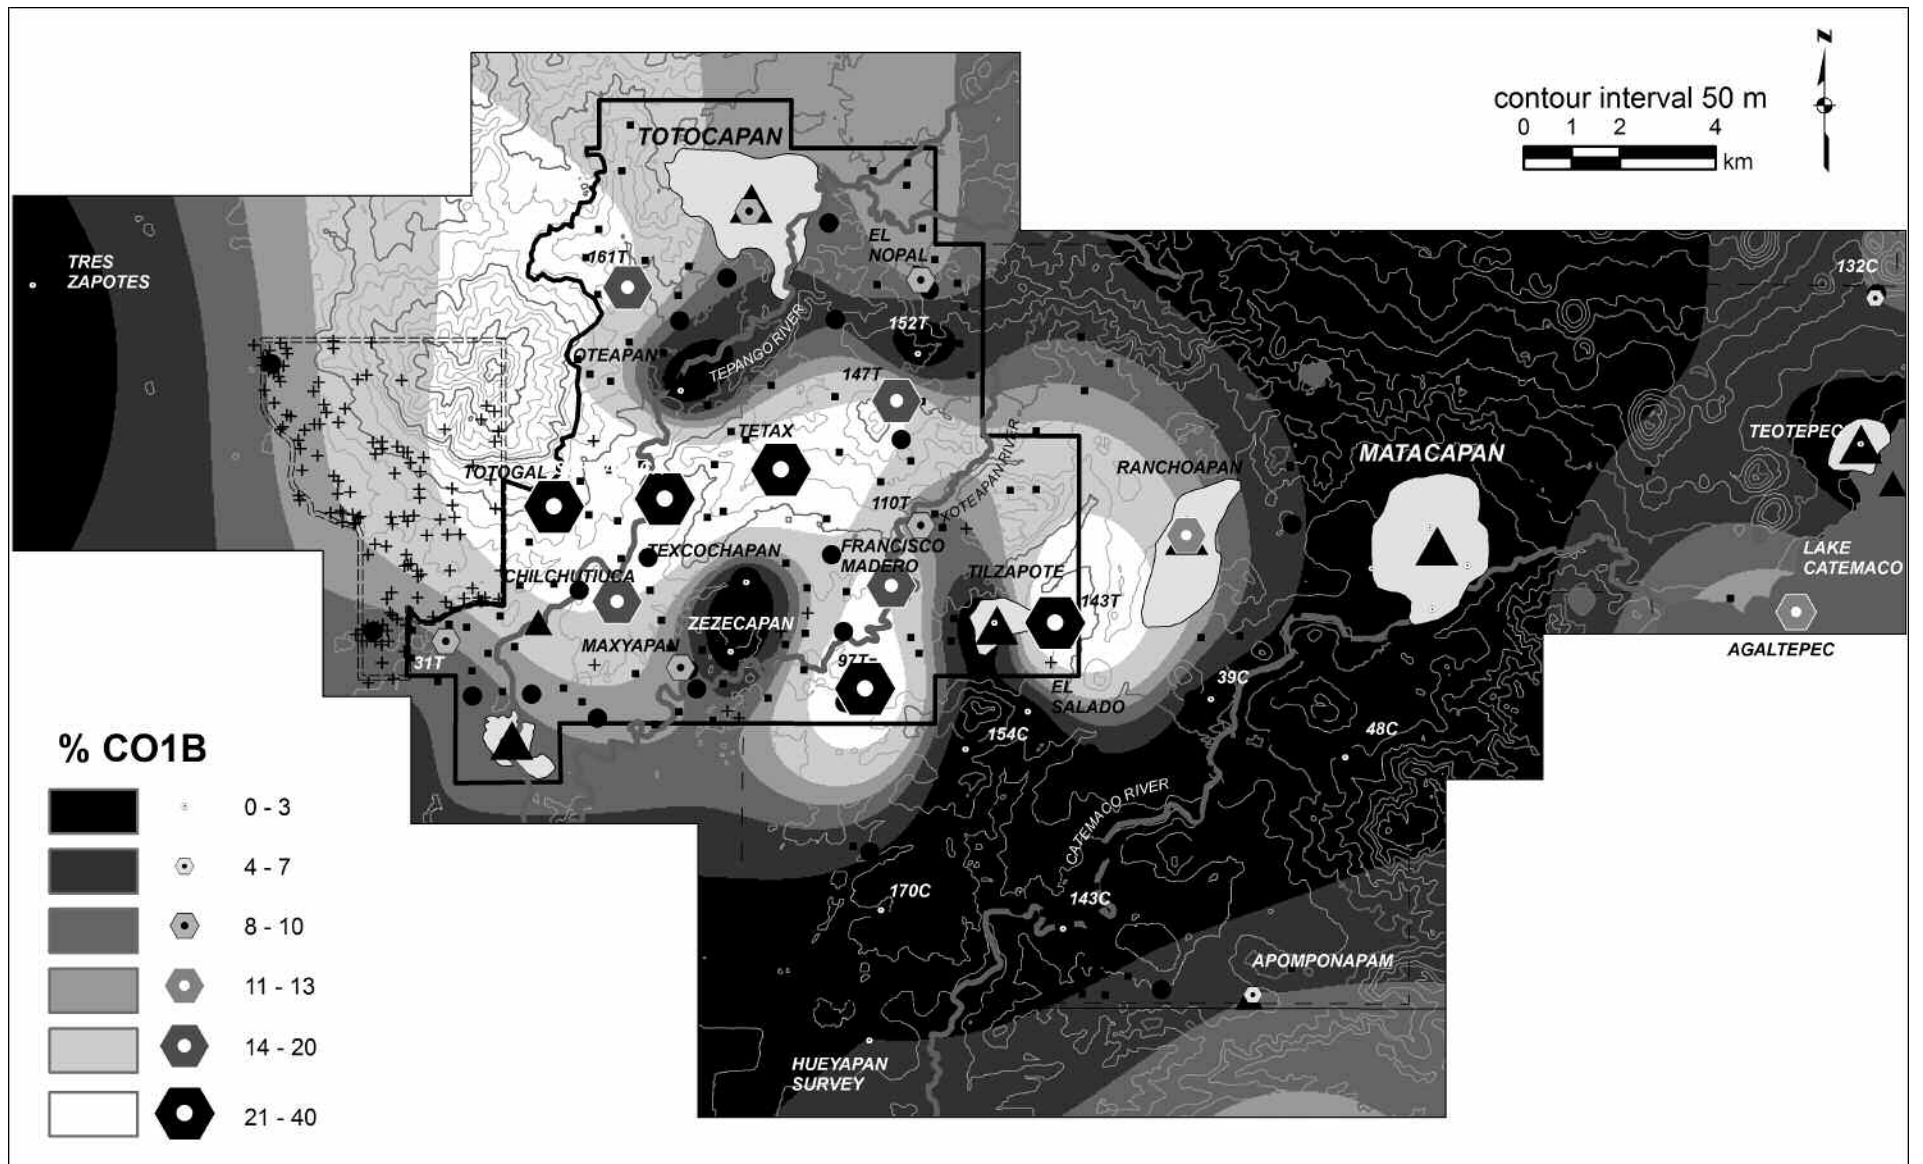 N
contour interval 50 m
0 1 2 4
km
TOTOCAPAN
TRES
ZAPOTES
EL
NOPAL
161T
132C
152T
OTEAPAN
TEPANGO RIVER
147T
TETAX
TEOTEPEC
TOTOGAL
RANCHOAPAN
MATACAPAN
XOTEAPAN RIVER
110T
TEXCOCHAPAN
FRANCISCO
MADERO
LAKE
CATEMACO
CHILCHUTIUCA
TILZAPOTE
143T
ZEZECAPAN
MAXYAPAN
AGALTEPEC
31T
97T
39C
EL
SALADO
154C
48C
% CO1B
0 - 3
4 - 7
8 - 10
11 - 13
14 - 20
21 - 40
CATEMACO RIVER
170C
143C
APOMPONAPAM
HUEYAPAN
SURVEY